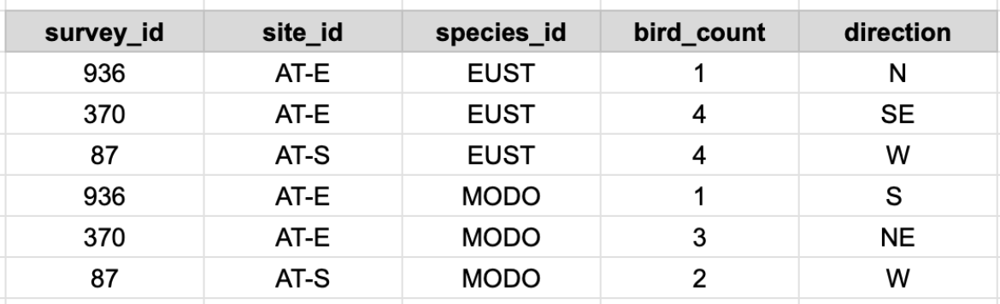 survey_id site_id species_id bird_count direction
936 AT-E EUST 1 N
370 AT-E EUST 4 SE
87 AT-S EUST 4 W
936 AT-E MODO 1 S
370 AT-E MODO 3 NE
87 AT-S MODO 2 W